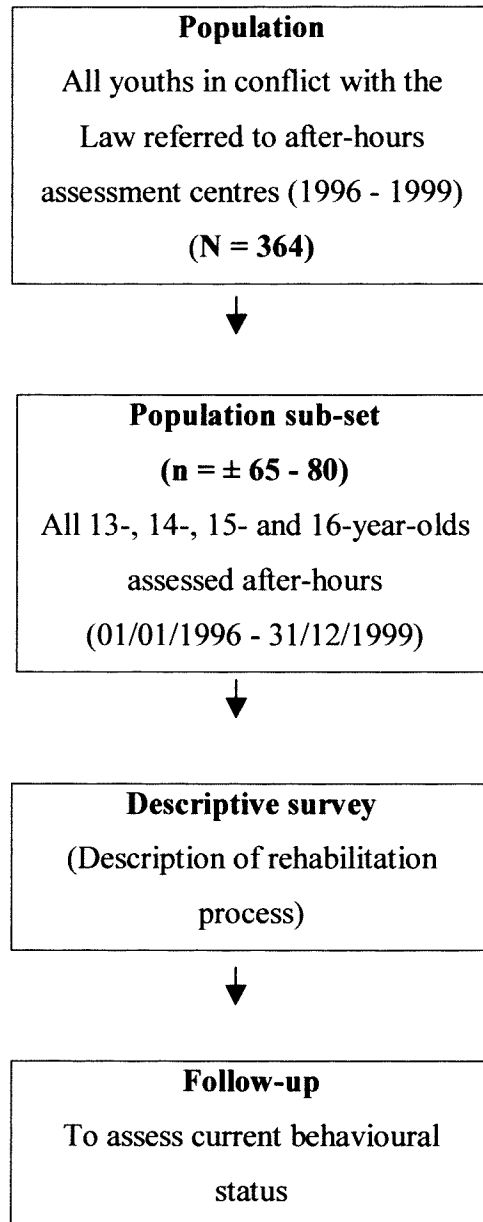 Population
All youths in conflict with the
Law referred to after-hours
assessment centres (1996 - 1999)
(N = 364)
Population sub-set
(n = ± 65 - 80)
All 13-, 14-, 15- and 16-year-olds
assessed after-hours
(01/01/1996 - 31/12/1999)
Descriptive survey
(Description of rehabilitation
process)
Follow-up
To assess current behavioural
status